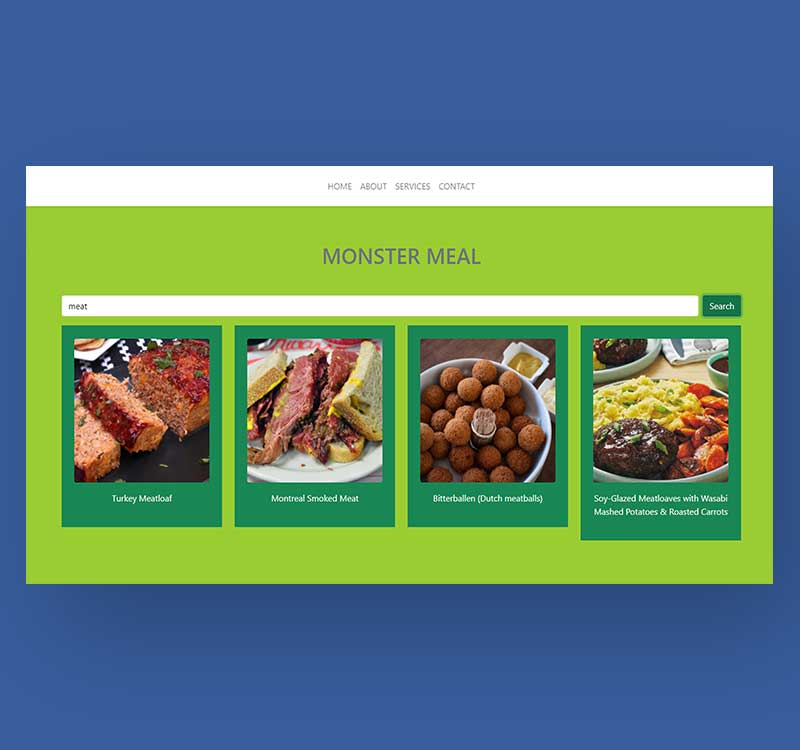 HOME ABOUT SERVICES CONTACT
MONSTER MEAL
meat Search
Turkey Meatloaf
Montreal Smoked Meat
Bitterballen (Dutch meatballs)
Soy-Glazed Meatloaves with Wasabi
Mashed Potatoes & Roasted Carrots